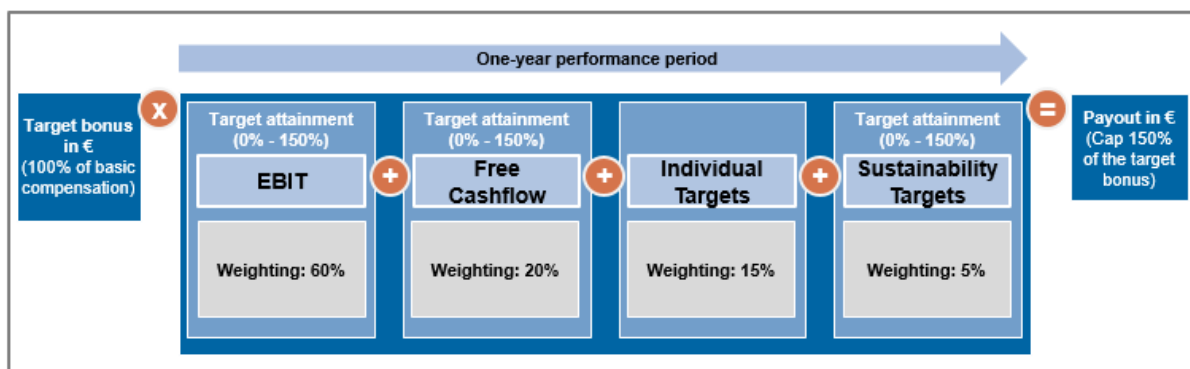 One-year performance period
Target bonus
in €
(100% of basic
compensation)
X
Target attainment
(0% - 150%)
EBIT
Weighting: 60%
+
Target attainment
(0% - 150%)
Free
Cashflow
Weighting: 20%
+
Individual
Targets
Weighting: 15%
+
Target attainment
(0% - 150%)
Sustainability
Targets
Weighting: 5%
=
Payout in €
(Cap 150%
of the target
bonus)